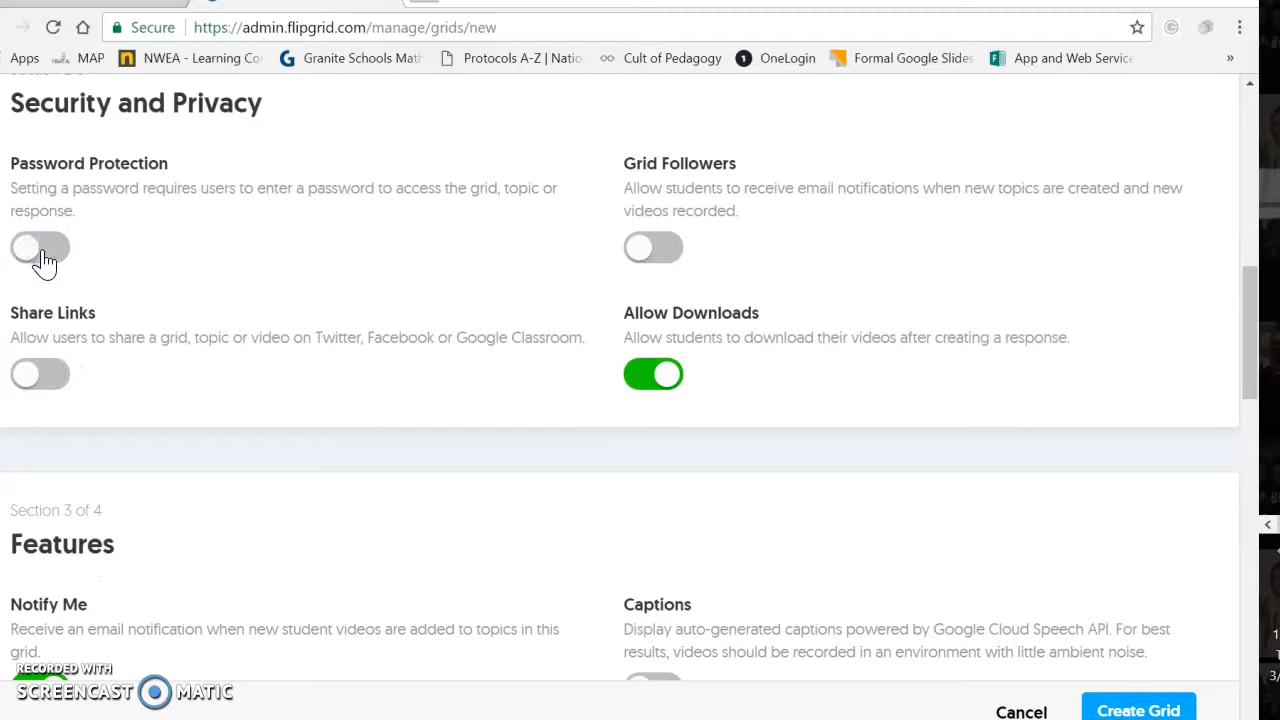 Secure https://admin.flipgrid.com/manage/grids/new
Apps MAP NWEA - Learning Co Granite Schools Math Protocols A-Z | Natio Cult of Pedagogy OneLogin Formal Google Slides App and Web Service »
Security and Privacy
Password Protection
Setting a password requires users to enter a password to access the grid, topic or
response.
Grid Followers
Allow students to receive email notifications when new topics are created and new
videos recorded.
Share Links
Allow users to share a grid, topic or video on Twitter, Facebook or Google Classroom.
Allow Downloads
Allow students to download their videos after creating a response.
Section 3 of 4
Features
Notify Me
Receive an email notification when new student videos are added to topics in this
grid.
Captions
Display auto-generated captions powered by Google Cloud Speech API. For best
results, videos should be recorded in an environment with little ambient noise.
RECORDED WITH
SCREENCAST MATIC
Cancel Create Grid